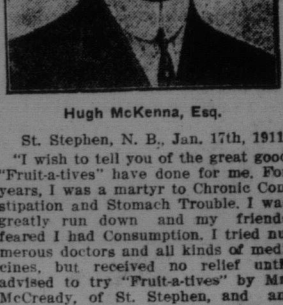 Hugh McKenna, Esq.
St. Stephen, N. B., Jan. 17th, 1911
"I wish to tell you of the great good
"Fruit-a-tives" have done for me. For
years, I was a martyr to Chronic Con
stipation and Stomach Trouble. I was
greatly run down and my friends
feared I had Consumption. I tried nu
merous doctors and all kinds of med
cines, but received no relief unti
advised to try "Fruit-a-tives" by Mr
McCready, of St. Stephen, and an